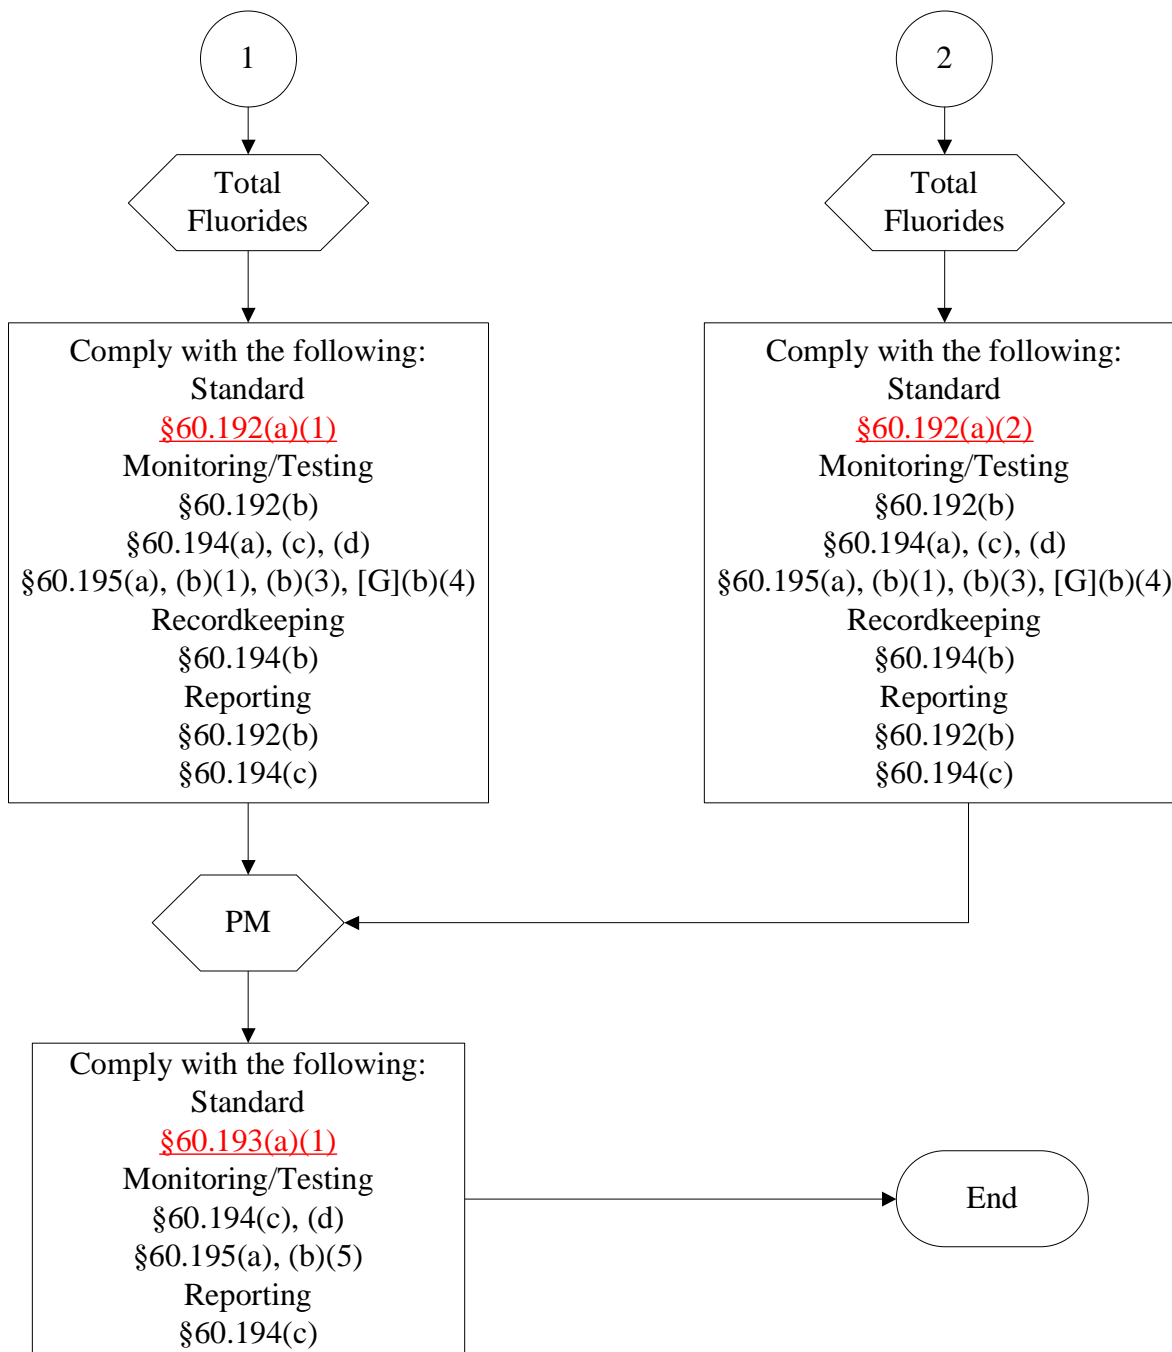 1
Total
Fluorides
Comply with the following:
Standard
§60.192(a)(1)
Monitoring/Testing
§60.192(b)
§60.194(a), (c), (d)
§60.195(a), (b)(1), (b)(3), [G](b)(4)
Recordkeeping
§60.194(b)
Reporting
§60.192(b)
§60.194(c)
2
Total
Fluorides
Comply with the following:
Standard
§60.192(a)(2)
Monitoring/Testing
§60.192(b)
§60.194(a), (c), (d)
§60.195(a), (b)(1), (b)(3), [G](b)(4)
Recordkeeping
§60.194(b)
Reporting
§60.192(b)
§60.194(c)
PM
Comply with the following:
Standard
§60.193(a)(1)
Monitoring/Testing
§60.194(c), (d)
§60.195(a), (b)(5)
Reporting
§60.194(c)
End